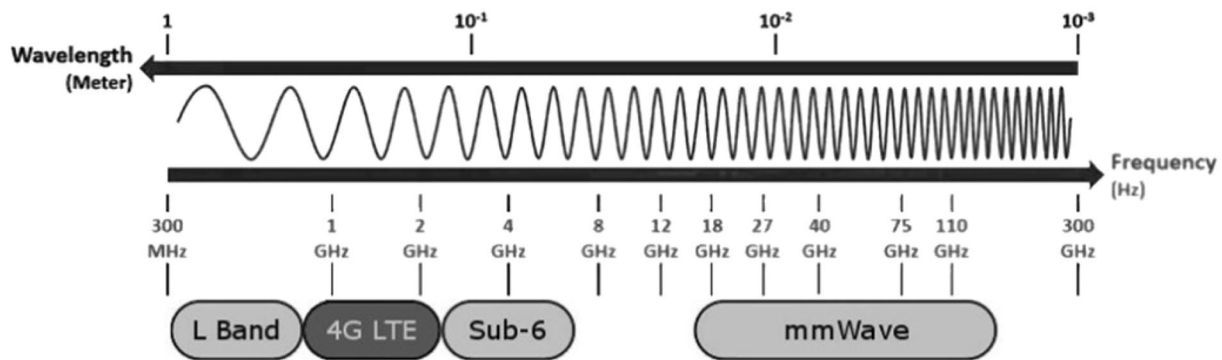 1 10⁻¹ 10⁻² 10⁻³
Wavelength
(Meter)
Frequency
(Hz)
300 1 2 4 8 12 18 27 40 75 110 300
MHz GHz GHz GHz GHz GHz GHz GHz GHz GHz GHz GHz
L Band 4G LTE Sub-6 mmWave